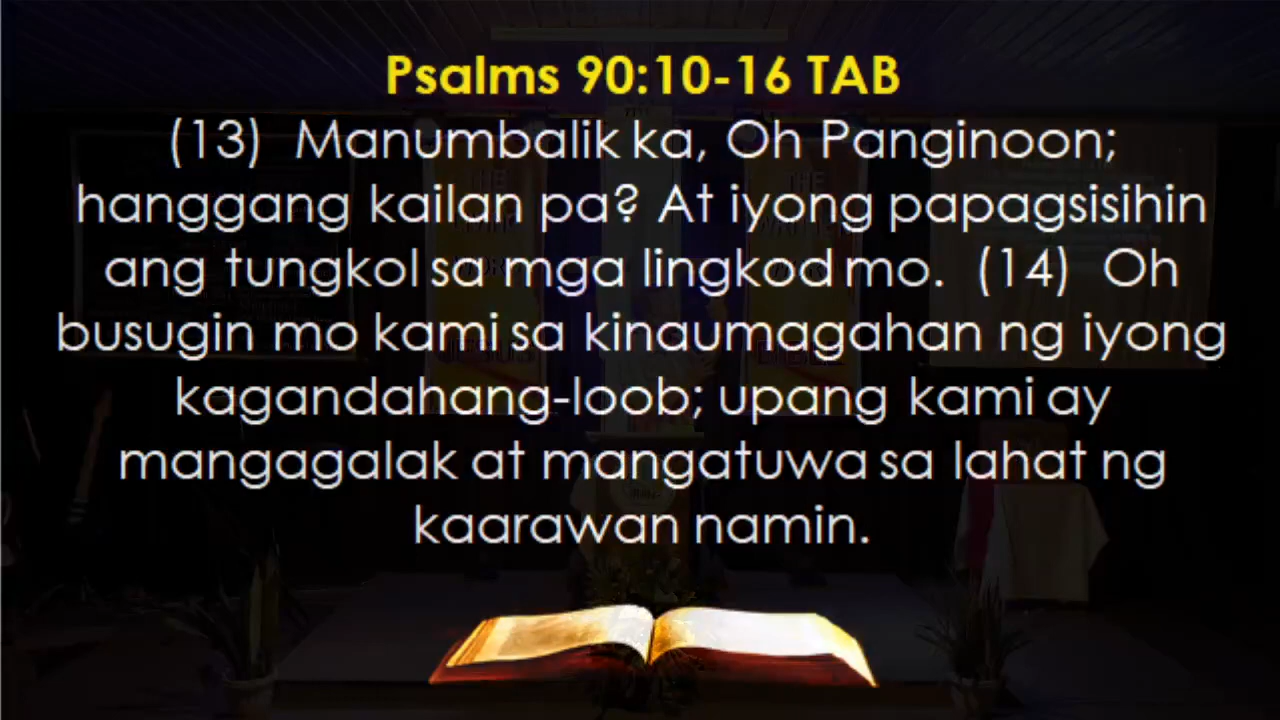 Psalms 90:10-16 TAB
(13) Manumbalik ka, Oh Panginoon;
hanggang kailan pa? At iyong papagsisihin
ang tungkol sa mga lingkod mo. (14) Oh
busugin mo kami sa kinaumagahan ng iyong
kagandahang-loob; upang kami ay
mangagalak at mangatuwa sa lahat ng
kaarawan namin.